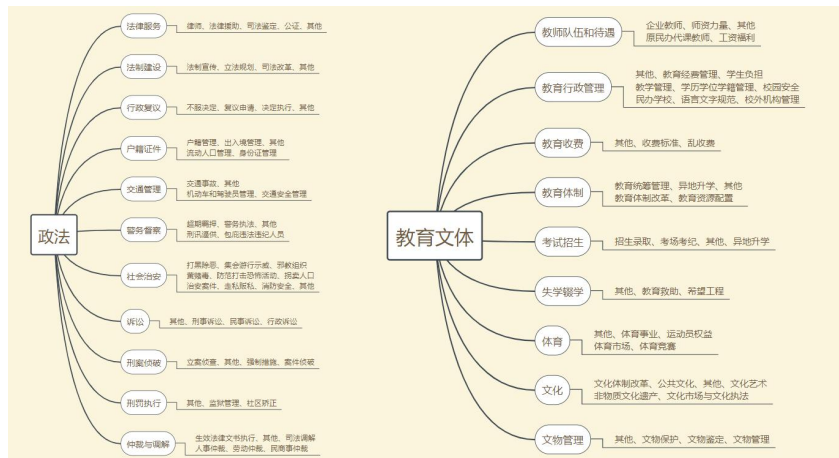 政法
法律服务
律师、法律援助、司法鉴定、公证、其他
法制建设
法制宣传、立法规划、司法改革、其他
行政复议
不服决定、复议申请、决定执行、其他
户籍证件
户籍管理、出入境管理、其他
流动人口管理、身份证管理
交通管理
交通事故、其他
机动车和驾驶员管理、交通安全管理
警务督察
超期羁押、警务执法、其他
刑讯逼供、包庇违法违纪人员
社会治安
打黑除恶、集会游行示威、邪教组织
黄赌毒、防范打击恐怖活动、拐卖人口
治安案件、走私贩私、消防安全、其他
诉讼
其他、刑事诉讼、民事诉讼、行政诉讼
刑案侦破
立案侦查、其他、强制措施、案件侦破
刑罚执行
其他、监狱管理、社区矫正
仲裁与调解
生效法律文书执行、其他、司法调解
人事仲裁、劳动仲裁、民商事仲裁
教育文体
教师队伍和待遇
企业教师、师资力量、其他
原民办代课教师、工资福利
教育行政管理
其他、教育经费管理、学生负担
教学管理、学历学位学籍管理、校园安全
民办学校、语言文字规范、校外机构管理
教育收费
其他、收费标准、乱收费
教育体制
教育统筹管理、异地升学、其他
教育体制改革、教育资源配置
考试招生
招生录取、考场考纪、其他、异地升学
失学辍学
其他、教育救助、希望工程
体育
其他、体育事业、运动员权益
体育市场、体育竞赛
文化
文化体制改革、公共文化、其他、文化艺术
非物质文化遗产、文化市场与文化执法
文物管理
其他、文物保护、文物鉴定、文物管理